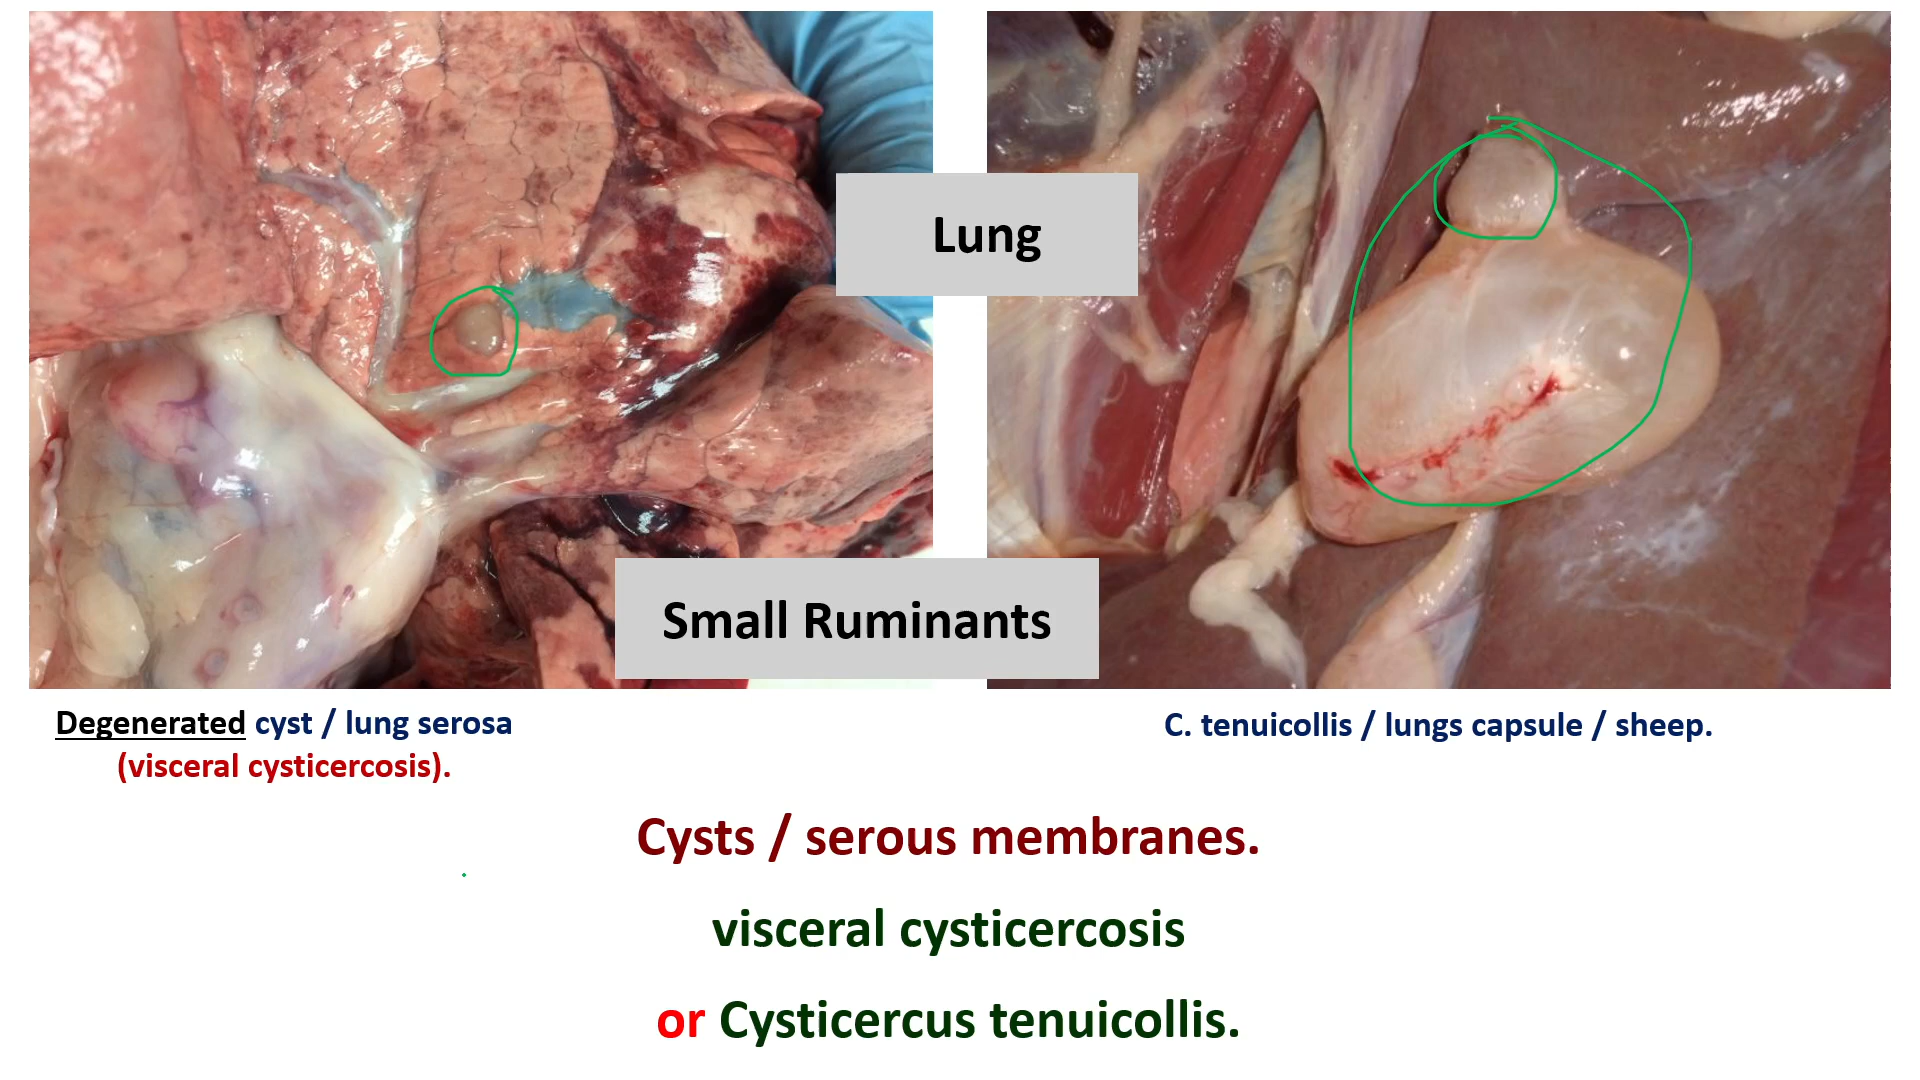 Lung
Small Ruminants
Degenerated cyst / lung serosa
(visceral cysticercosis).
C. tenuicollis / lungs capsule / sheep.
Cysts / serous membranes.
visceral cysticercosis
or Cysticercus tenuicollis.